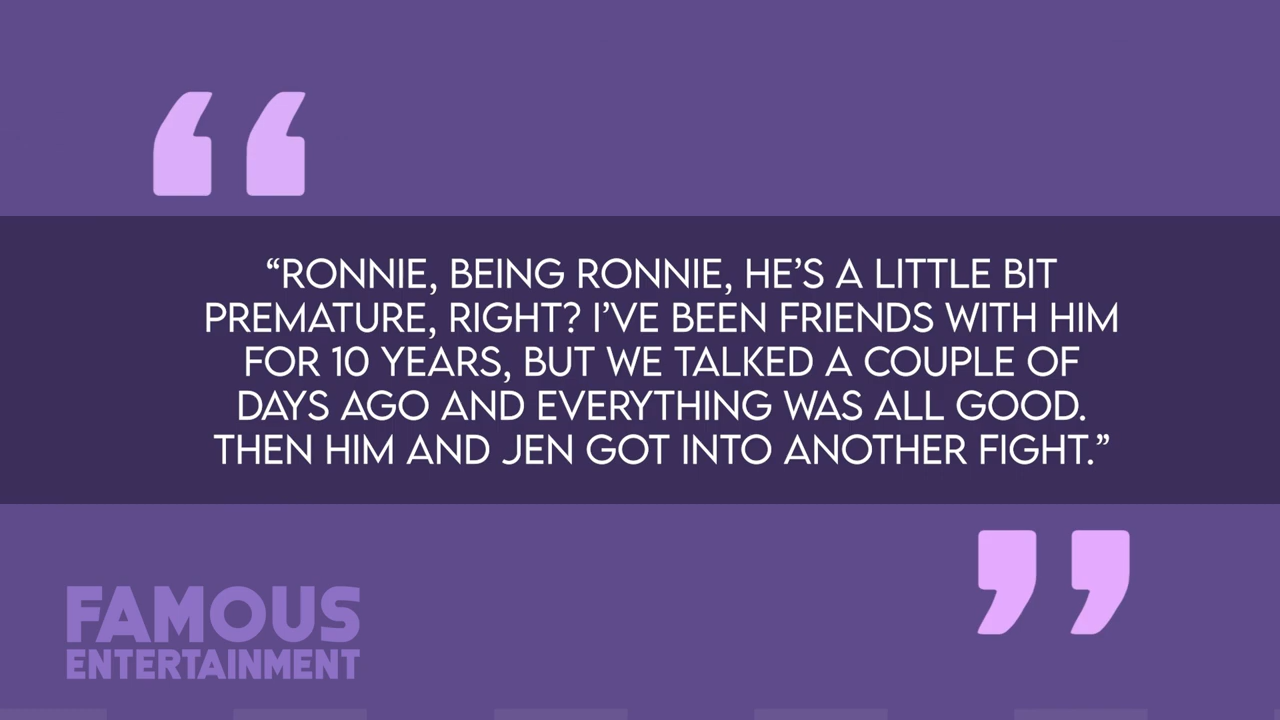 “RONNIE, BEING RONNIE, HE’S A LITTLE BIT
PREMATURE, RIGHT? I’VE BEEN FRIENDS WITH HIM
FOR 10 YEARS, BUT WE TALKED A COUPLE OF
DAYS AGO AND EVERYTHING WAS ALL GOOD.
THEN HIM AND JEN GOT INTO ANOTHER FIGHT.”
FAMOUS
ENTERTAINMENT